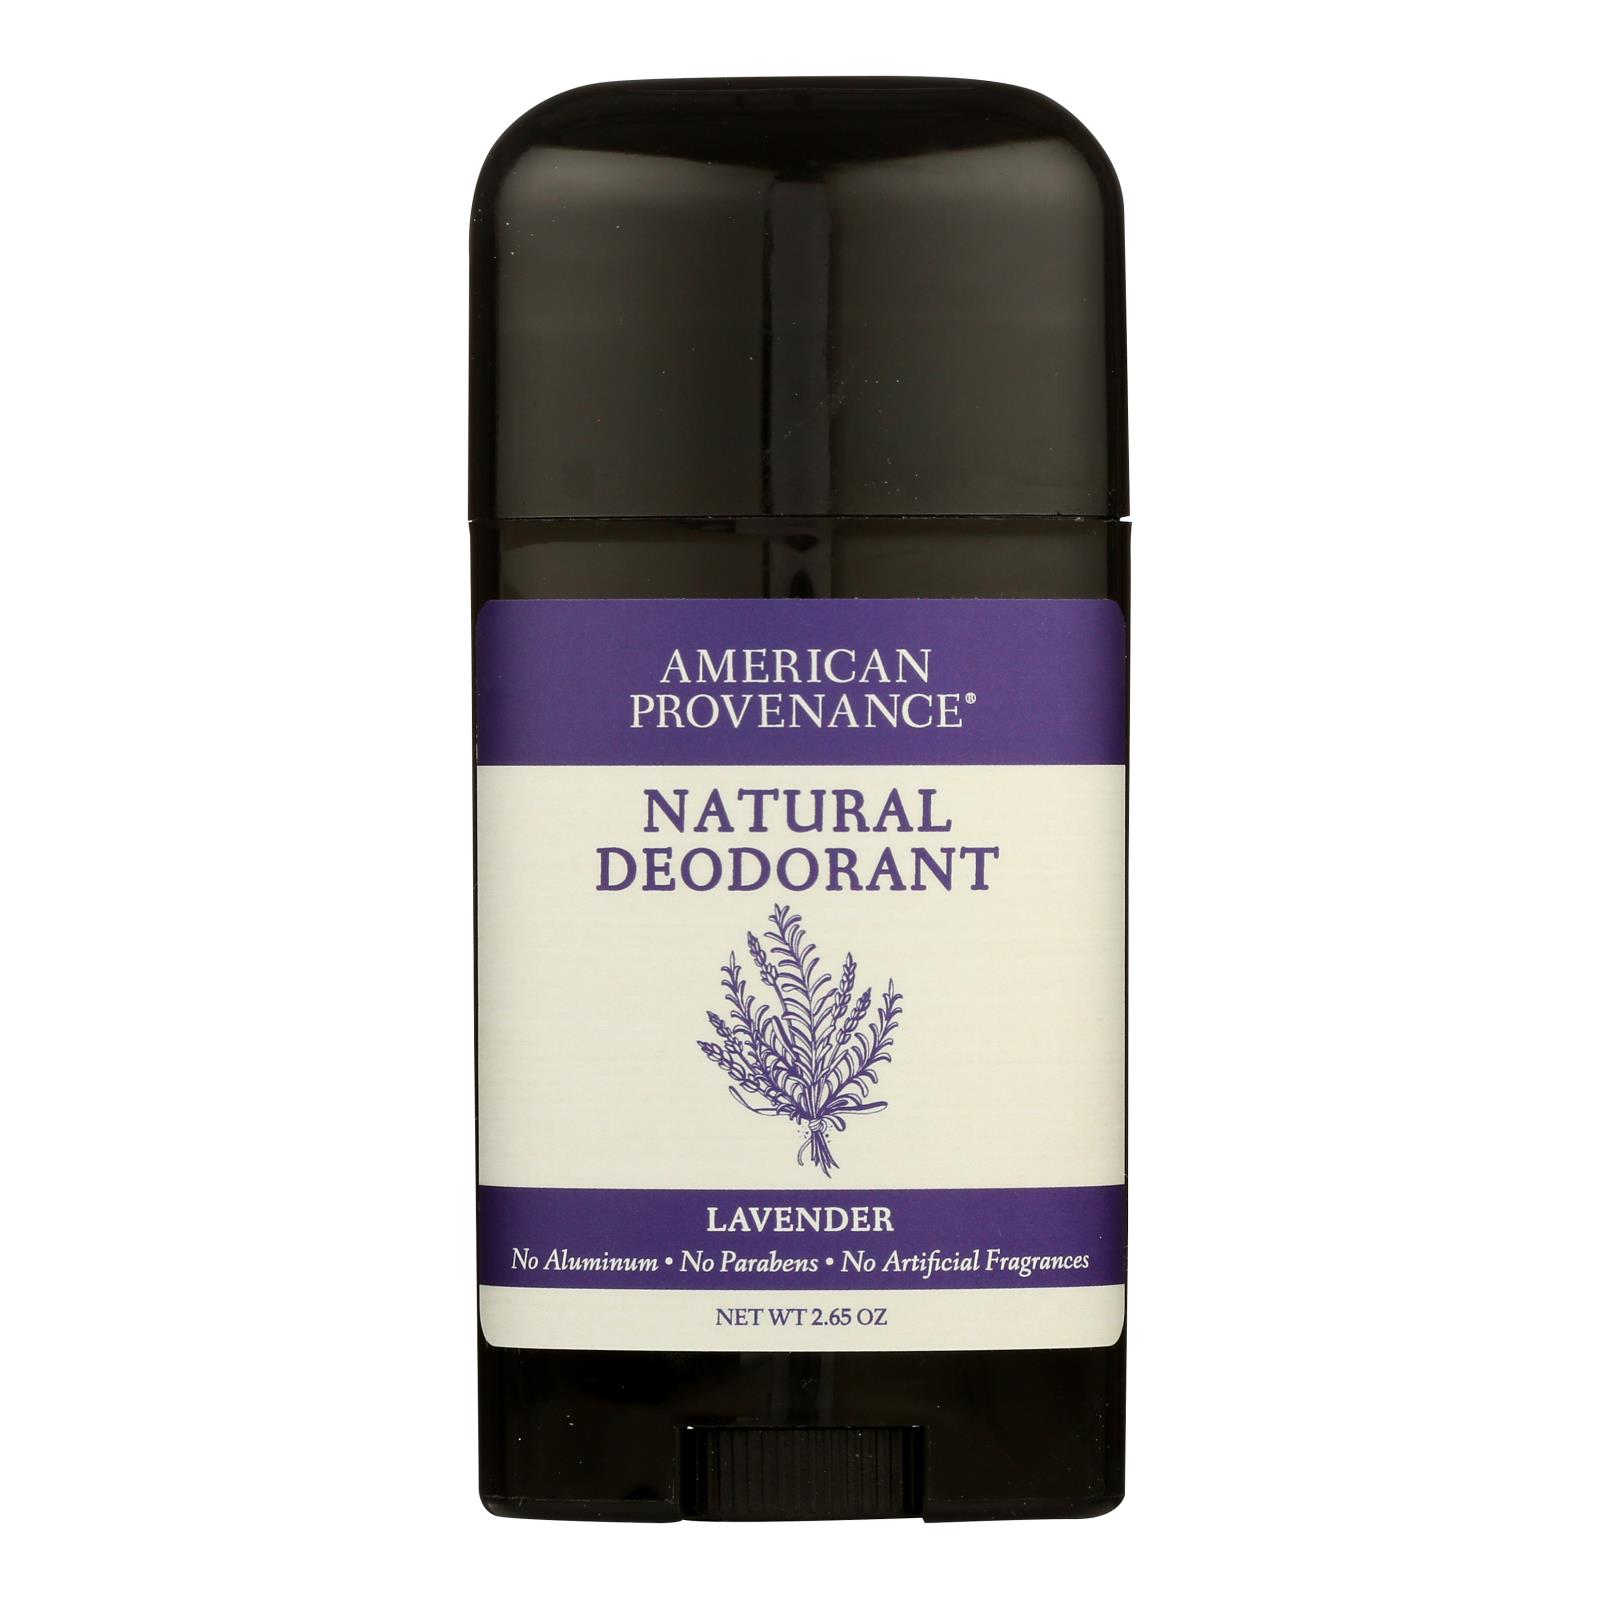 AMERICAN
PROVENANCE®
NATURAL
DEODORANT
LAVENDER
No Aluminum • No Parabens • No Artificial Fragrances
NET WT 2.65 OZ